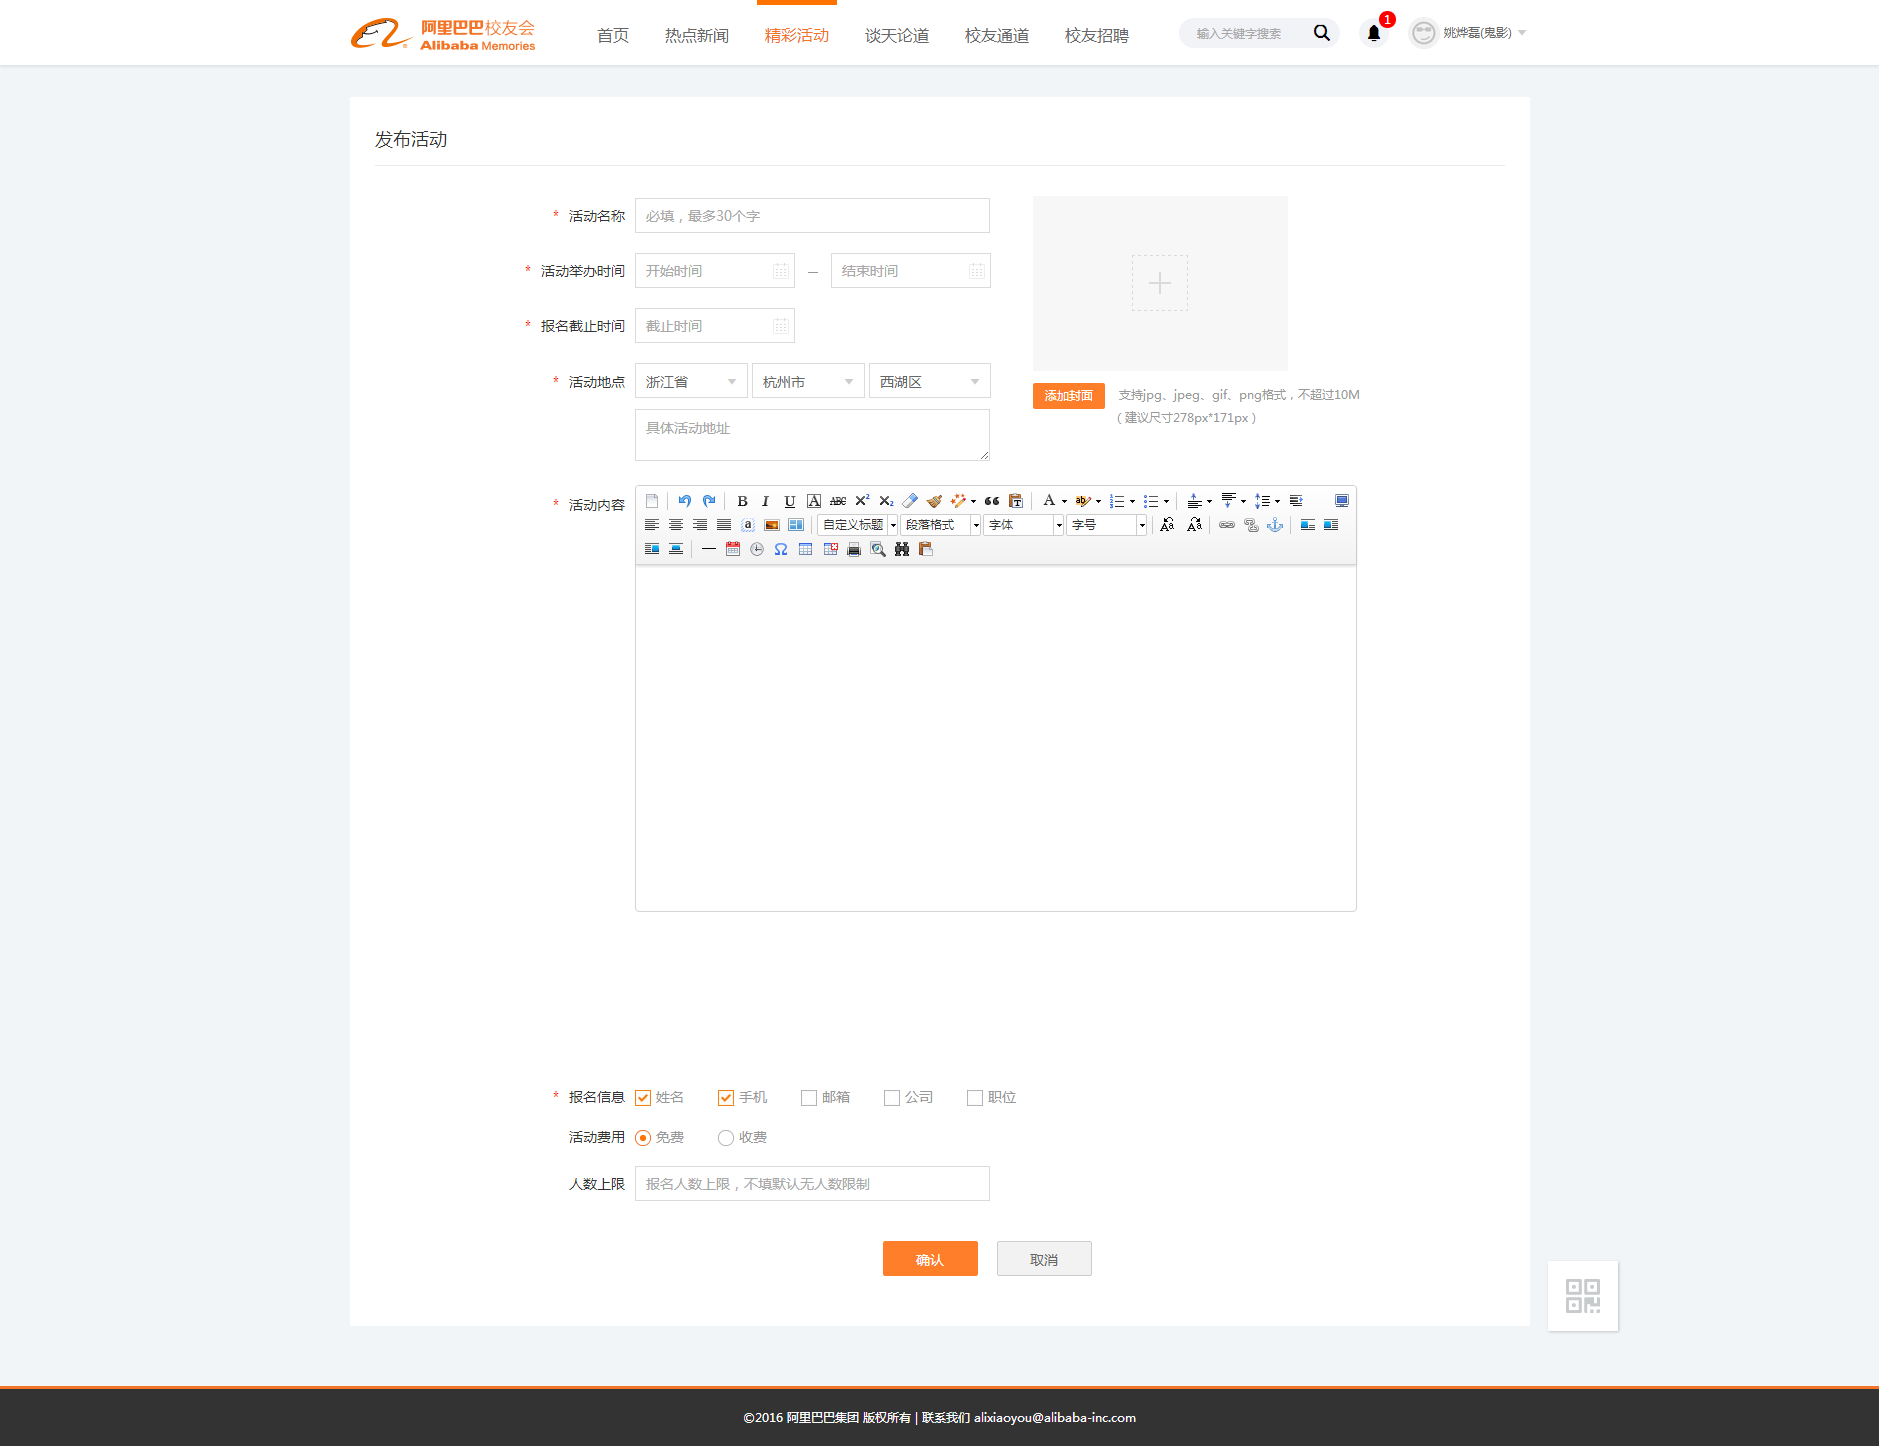 阿里巴巴校友会
Alibaba Memories
首页 热点新闻 精彩活动 谈天论道 校友通道 校友招聘
输入关键字搜索
1
姚烨磊(鬼影)
发布活动
* 活动名称 必填，最多30个字
* 活动举办时间 开始时间 — 结束时间
* 报名截止时间 截止时间
* 活动地点 浙江省 杭州市 西湖区
具体活动地址
添加封面 支持jpg、jpeg、gif、png格式，不超过10M
（建议尺寸278px*171px）
* 活动内容
B I U A ABC X² X₂ A ab
a 自定义标题 段落格式 字体 字号
* 报名信息 姓名 手机 邮箱 公司 职位
活动费用 免费 收费
人数上限 报名人数上限，不填默认无人数限制
确认 取消
©2016 阿里巴巴集团 版权所有 | 联系我们 alixiaoyou@alibaba-inc.com